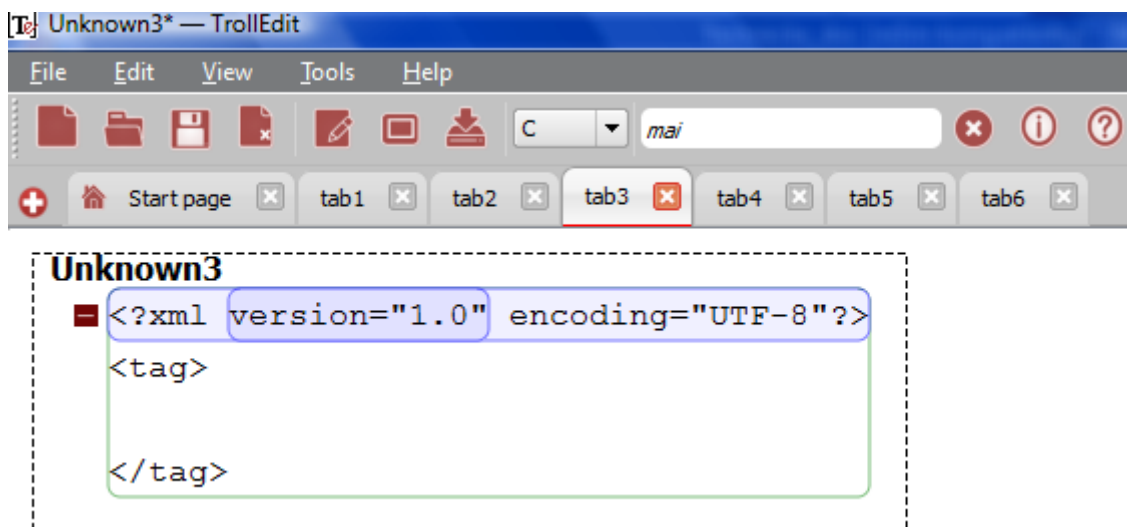 Te Unknown3* — TrollEdit
File Edit View Tools Help
C mai
Start page tab1 tab2 tab3 tab4 tab5 tab6
Unknown3
<?xml version="1.0" encoding="UTF-8"?>
<tag>
</tag>